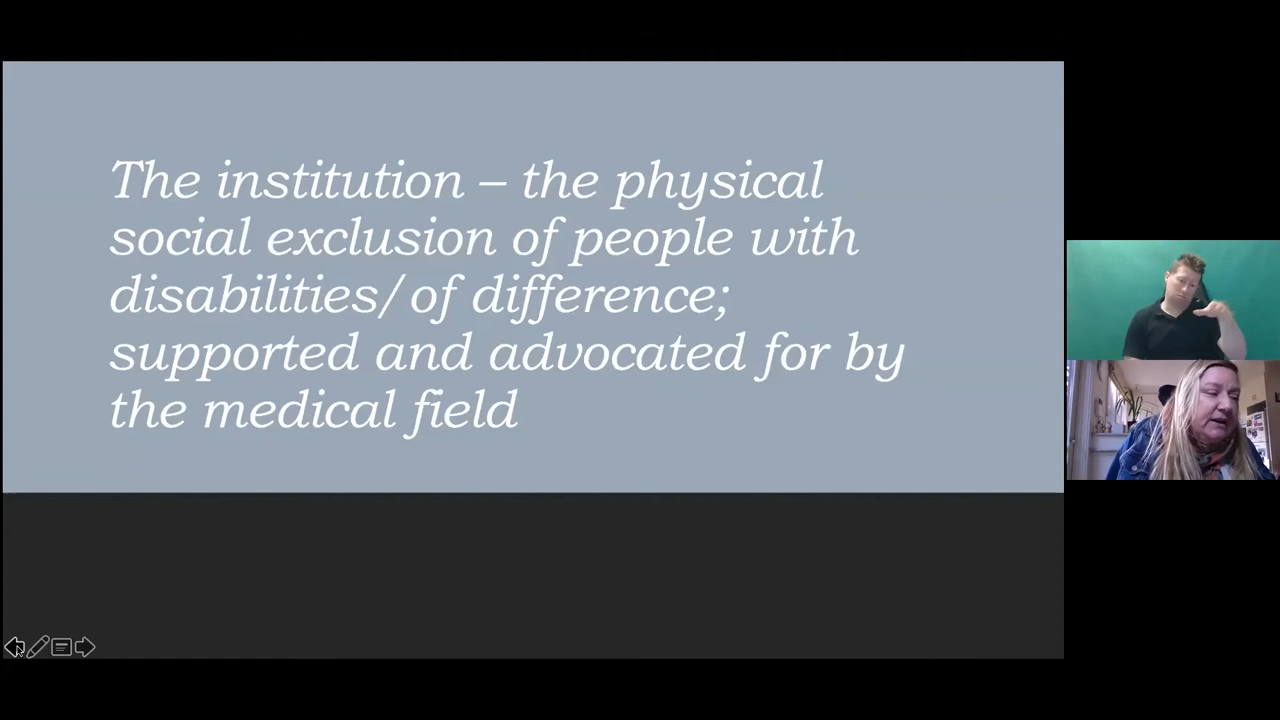 The institution – the physical
social exclusion of people with
disabilities/of difference;
supported and advocated for by
the medical field